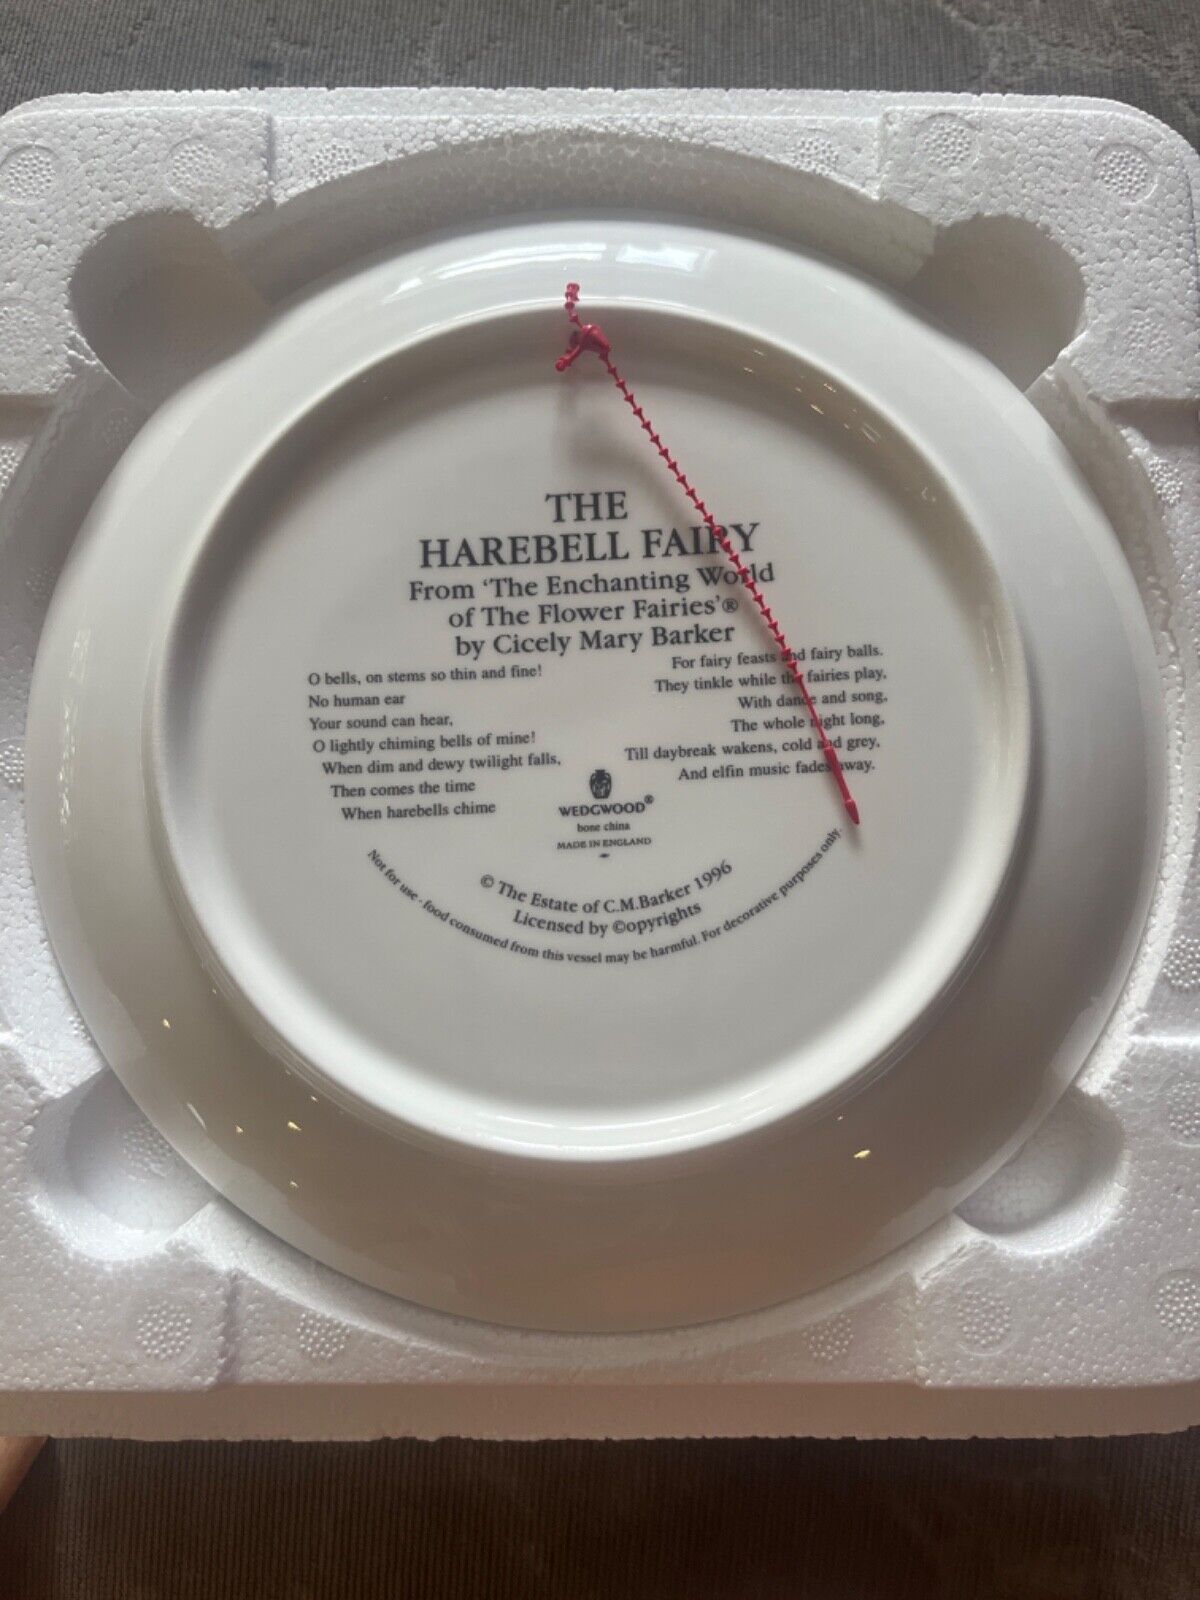 THE
HAREBELL FAIRY
From 'The Enchanting World
of The Flower Fairies'®
by Cicely Mary Barker
O bells, on stems so thin and fine!
No human ear
Your sound can hear,
O lightly chiming bells of mine!
When dim and dewy twilight falls,
Then comes the time
When harebells chime
For fairy feasts and fairy balls.
They tinkle while the fairies play,
With dance and song,
The whole night long,
Till daybreak wakens, cold and grey,
And elfin music fades away.
WEDGWOOD®
bone china
MADE IN ENGLAND
© The Estate of C.M.Barker 1996
Licensed by ©opyrights
Not for use · food consumed from this vessel may be harmful. For decorative purposes only.